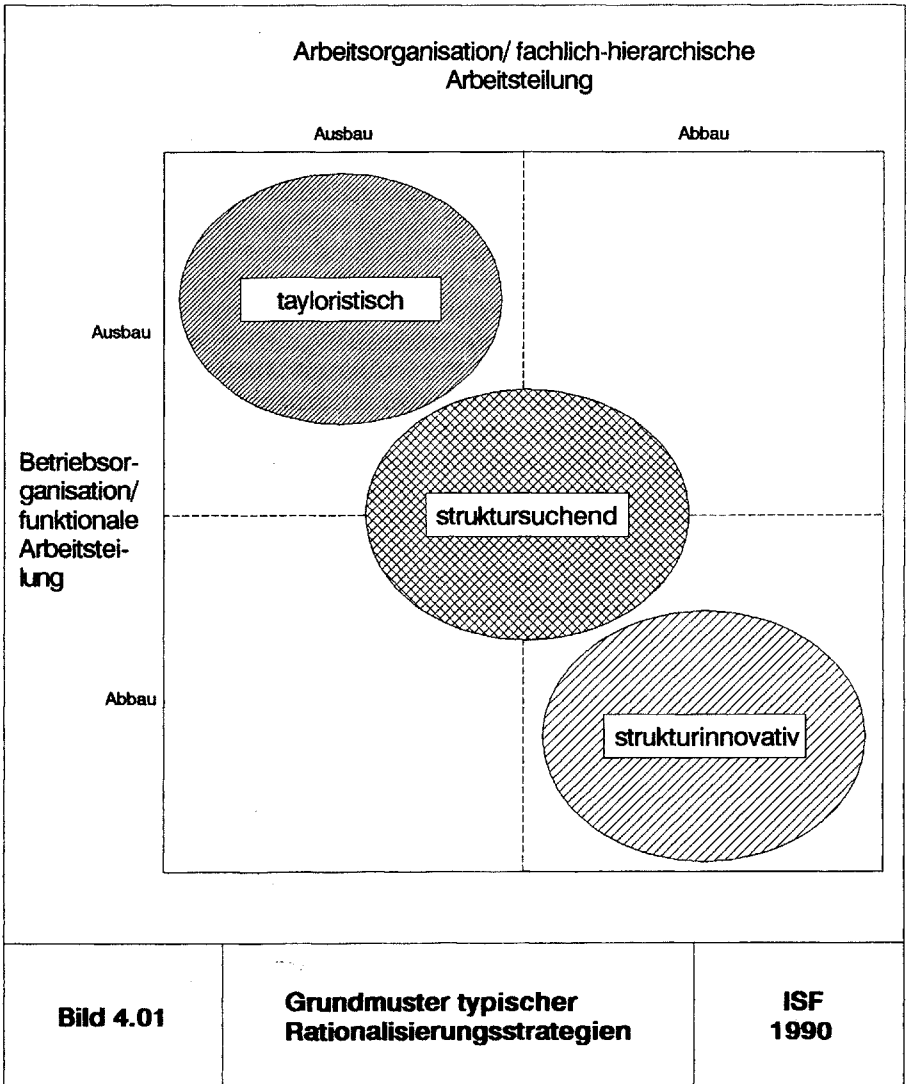 Arbeitsorganisation/ fachlich-hierarchische
Arbeitsteilung
Ausbau
Abbau
tayloristisch
Ausbau
Betriebsor-
ganisation/
funktionale
Arbeitstei-
lung
struktursuchend
Abbau
strukturinnovativ
Bild 4.01
Grundmuster typischer
Rationalisierungsstrategien
ISF
1990